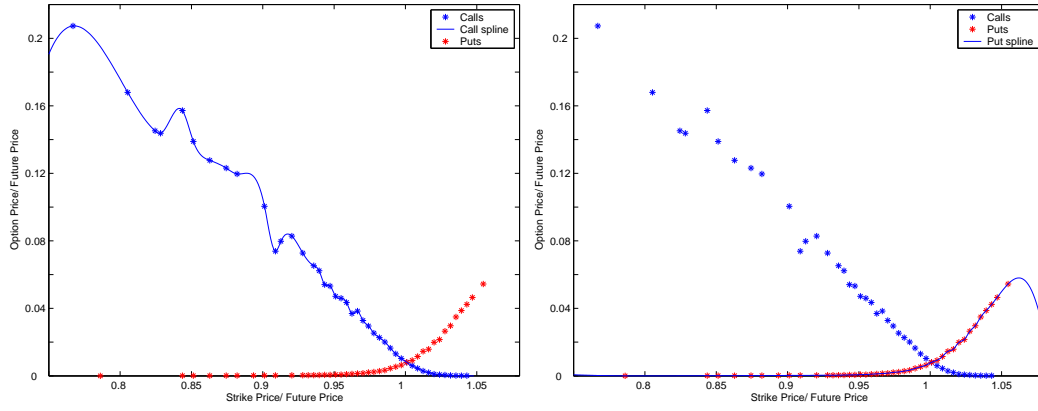 Calls
Call spline
Puts
0.2
0.16
0.12
0.08
0.04
0
0.8
0.85
0.9
0.95
1
1.05
Option Price/ Future Price
Strike Price/ Future Price
Calls
Puts
Put spline
0.2
0.16
0.12
0.08
0.04
0
0.8
0.85
0.9
0.95
1
1.05
Option Price/ Future Price
Strike Price/ Future Price